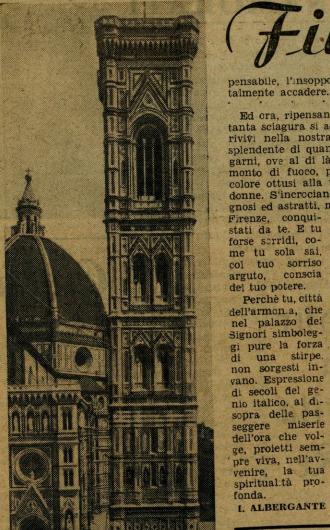 Fi
pensabile, l'insoppo
talmente accadere.
Ed ora, ripensan
tanta sciagura si a
rivivi nella nostra
splendente di quan
garni, ove al di là
monto di fuoco, p
colore ottusi alla
donne. S'incrocian
gnosi ed astratti, n
Firenze, conqui-
stati da te. E tu
forse sorridi, co-
me tu sola sai,
col tuo sorriso
arguto, conscia
del tuo potere.
Perchè tu, città
dell'armonia, che
nel palazzo dei
Signori simboleg-
gi pure la forza
di una stirpe,
non sorgesti in-
vano. Espressione
di secoli del ge-
nio italico, al di-
sopra delle pas-
seggere miserie
dell'ora che vol-
ge, proietti sem-
pre viva, nell'av-
venire, la tua
spiritualità pro-
fonda.
I. ALBERGANTE